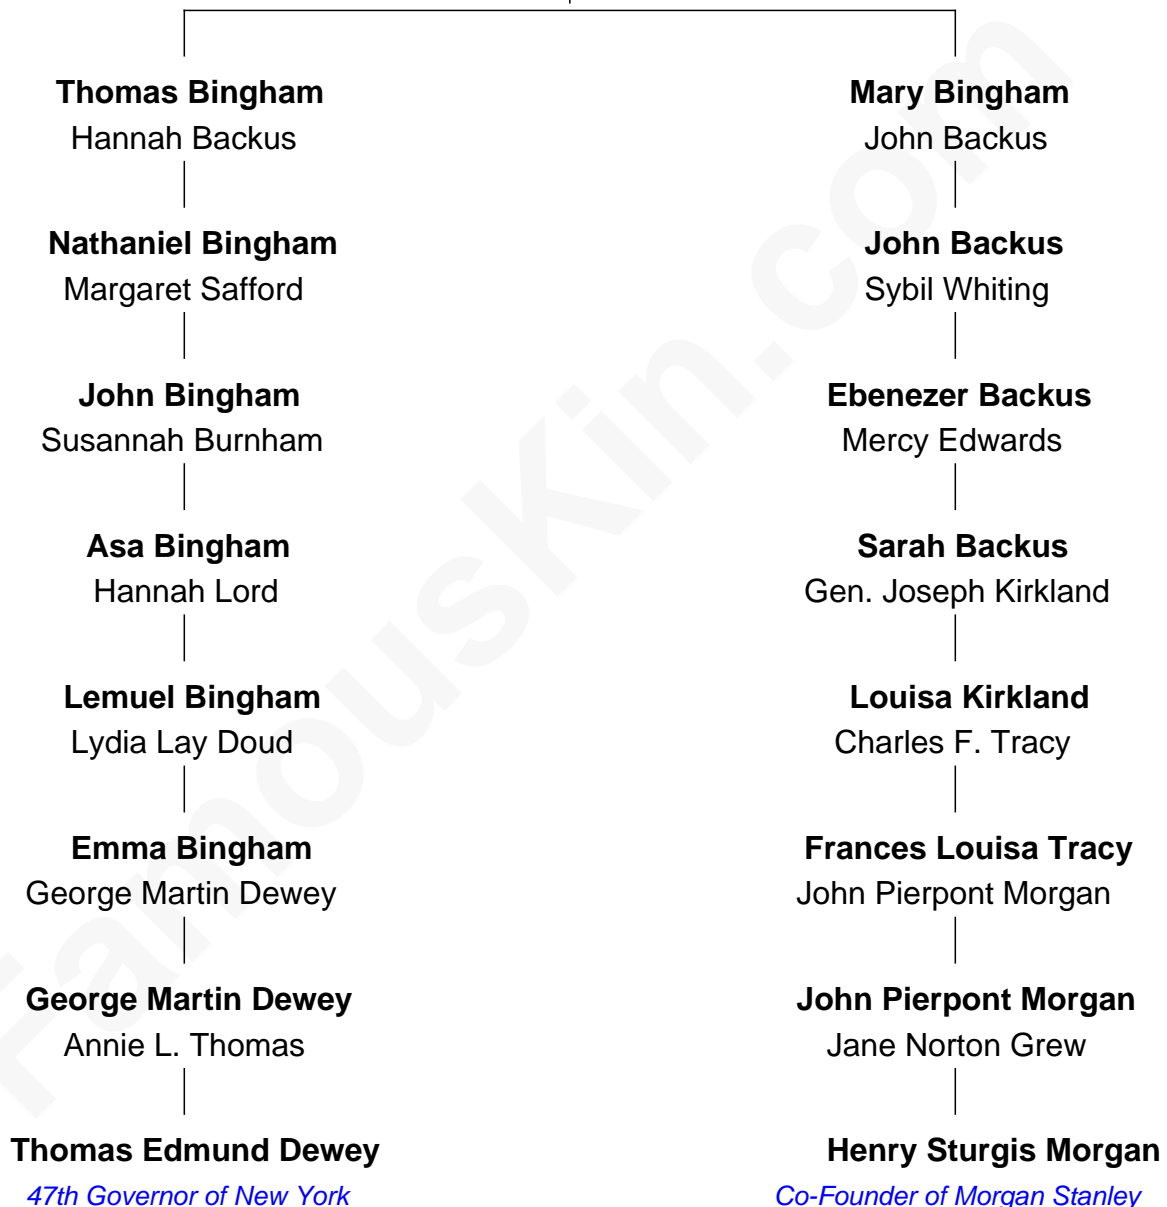 Thomas Bingham
Hannah Backus
Mary Bingham
John Backus
Nathaniel Bingham
Margaret Safford
John Backus
Sybil Whiting
John Bingham
Susannah Burnham
Ebenezer Backus
Mercy Edwards
Asa Bingham
Hannah Lord
Sarah Backus
Gen. Joseph Kirkland
Lemuel Bingham
Lydia Lay Doud
Louisa Kirkland
Charles F. Tracy
Emma Bingham
George Martin Dewey
Frances Louisa Tracy
John Pierpont Morgan
George Martin Dewey
Annie L. Thomas
John Pierpont Morgan
Jane Norton Grew
Thomas Edmund Dewey
47th Governor of New York
Henry Sturgis Morgan
Co-Founder of Morgan Stanley
FamousKin.com